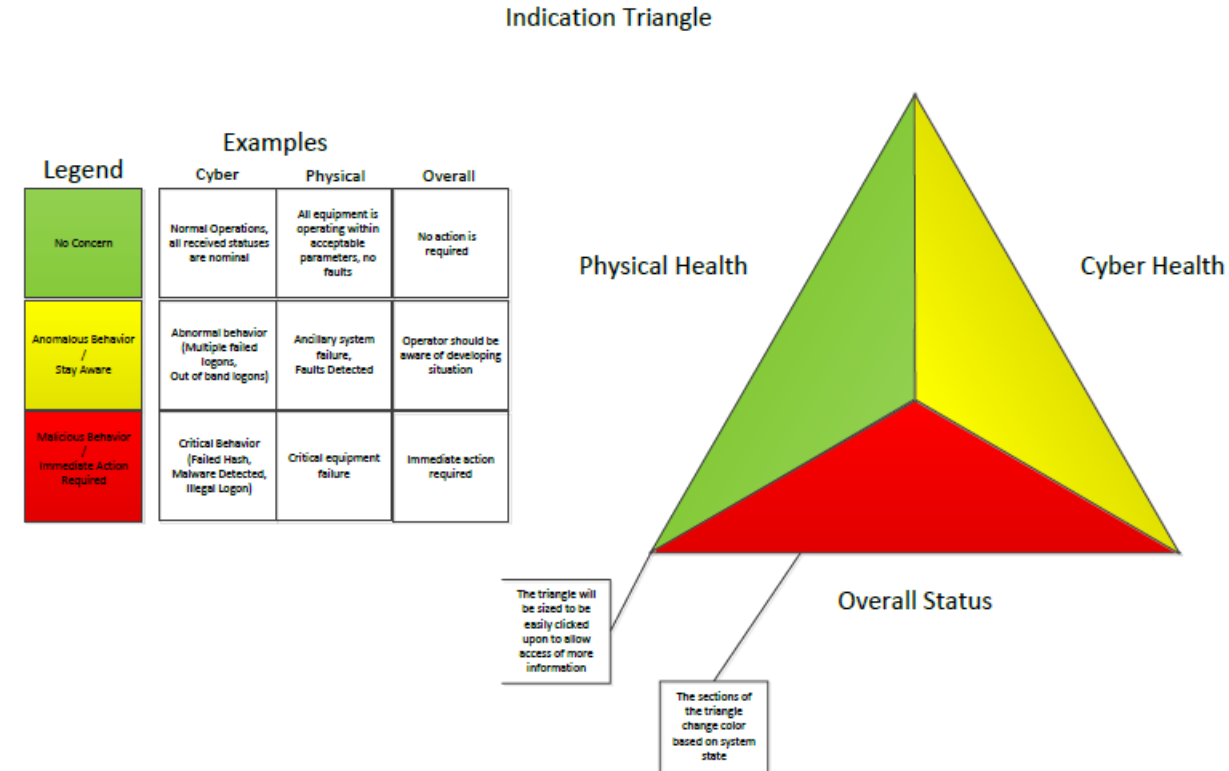 Indication Triangle
Examples
Legend
Cyber
Physical
Overall
No Concern
Normal Operations,
all received statuses
are nominal
All equipment is
operating within
acceptable
parameters, no
faults
No action is
required
Anomalous Behavior
/
Stay Aware
Abnormal behavior
(Multiple failed
logons,
Out of band logons)
Ancillary system
failure,
Faults Detected
Operator should be
aware of developing
situation
Malicious Behavior
/
Immediate Action
Required
Critical Behavior
(Failed Hash,
Malware Detected,
Illegal Logon)
Critical equipment
failure
Immediate action
required
Physical Health
Cyber Health
Overall Status
The triangle will
be sized to be
easily clicked
upon to allow
access of more
information
The sections of
the triangle
change color
based on system
state